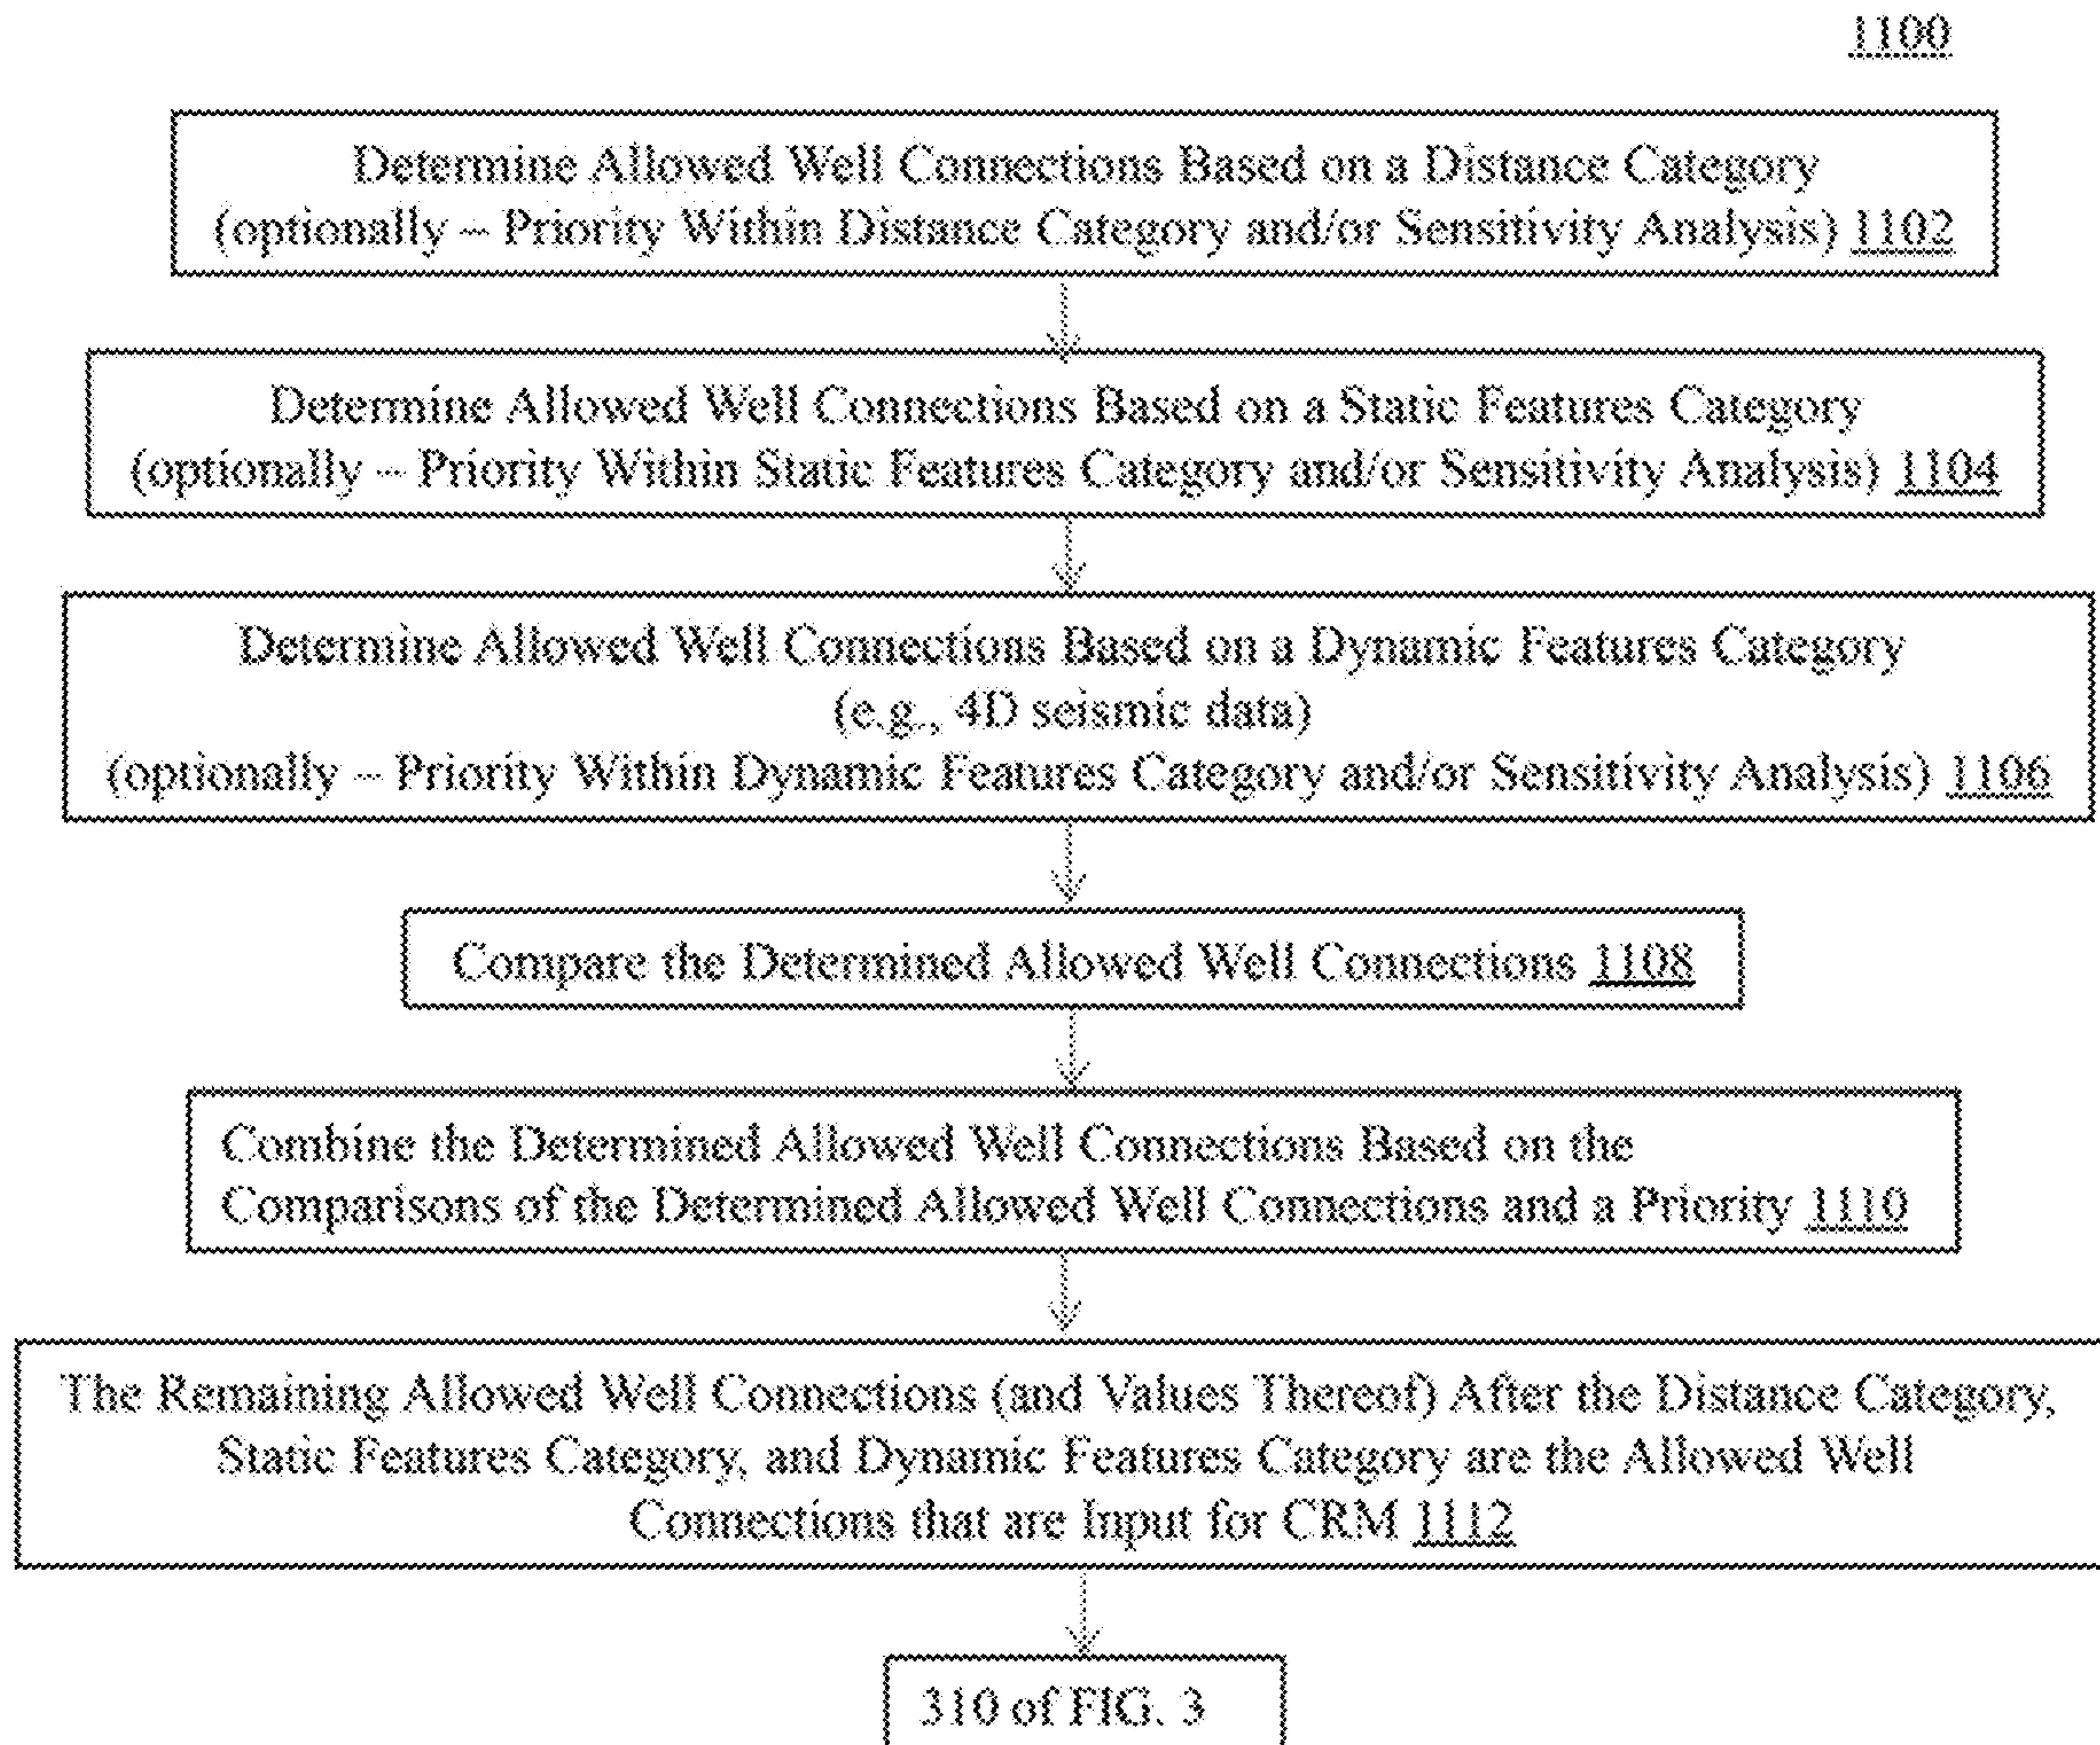 1100
Determine Allowed Well Connections Based on a Distance Category
(optionally – Priority Within Distance Category and/or Sensitivity Analysis) 1102
Determine Allowed Well Connections Based on a Static Features Category
(optionally – Priority Within Static Features Category and/or Sensitivity Analysis) 1104
Determine Allowed Well Connections Based on a Dynamic Features Category
(e.g., 4D seismic data)
(optionally – Priority Within Dynamic Features Category and/or Sensitivity Analysis) 1106
Compare the Determined Allowed Well Connections 1108
Combine the Determined Allowed Well Connections Based on the
Comparisons of the Determined Allowed Well Connections and a Priority 1110
The Remaining Allowed Well Connections (and Values Thereof) After the Distance Category,
Static Features Category, and Dynamic Features Category are the Allowed Well
Connections that are Input for CRM 1112
310 of FIG. 3